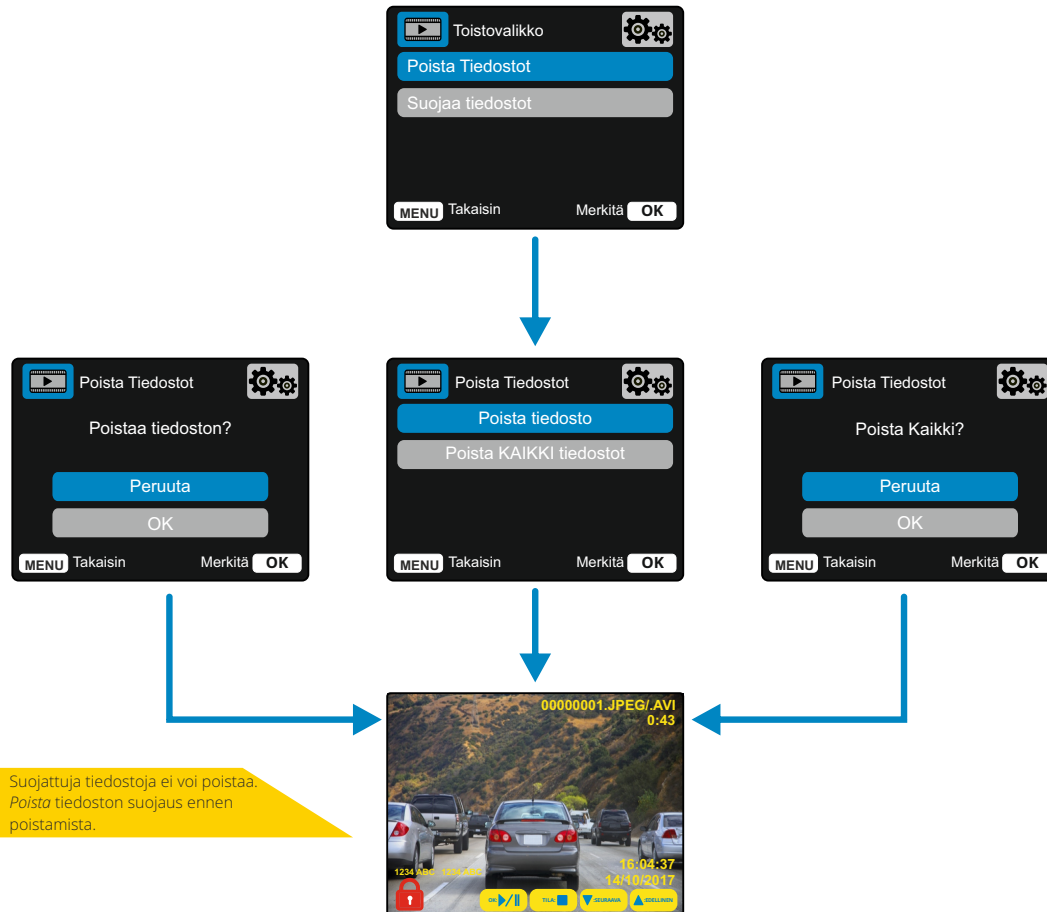 Toistovalikko
Poista Tiedostot
Suojaa tiedostot
MENU Takaisin Merkitä OK
Poista Tiedostot
Poistaa tiedoston?
Peruuta
OK
MENU Takaisin Merkitä OK
Poista Tiedostot
Poista tiedosto
Poista KAIKKI tiedostot
MENU Takaisin Merkitä OK
Poista Tiedostot
Poista Kaikki?
Peruuta
OK
MENU Takaisin Merkitä OK
00000001.JPEG/.AVI
0:43
Suojattuja tiedostoja ei voi poistaa.
Poista tiedoston suojaus ennen
poistamista.
16:04:37
1234 ABC 1234 ABC
14/10/2017
OK: TILA: :SEURAAVA :EDELLINEN